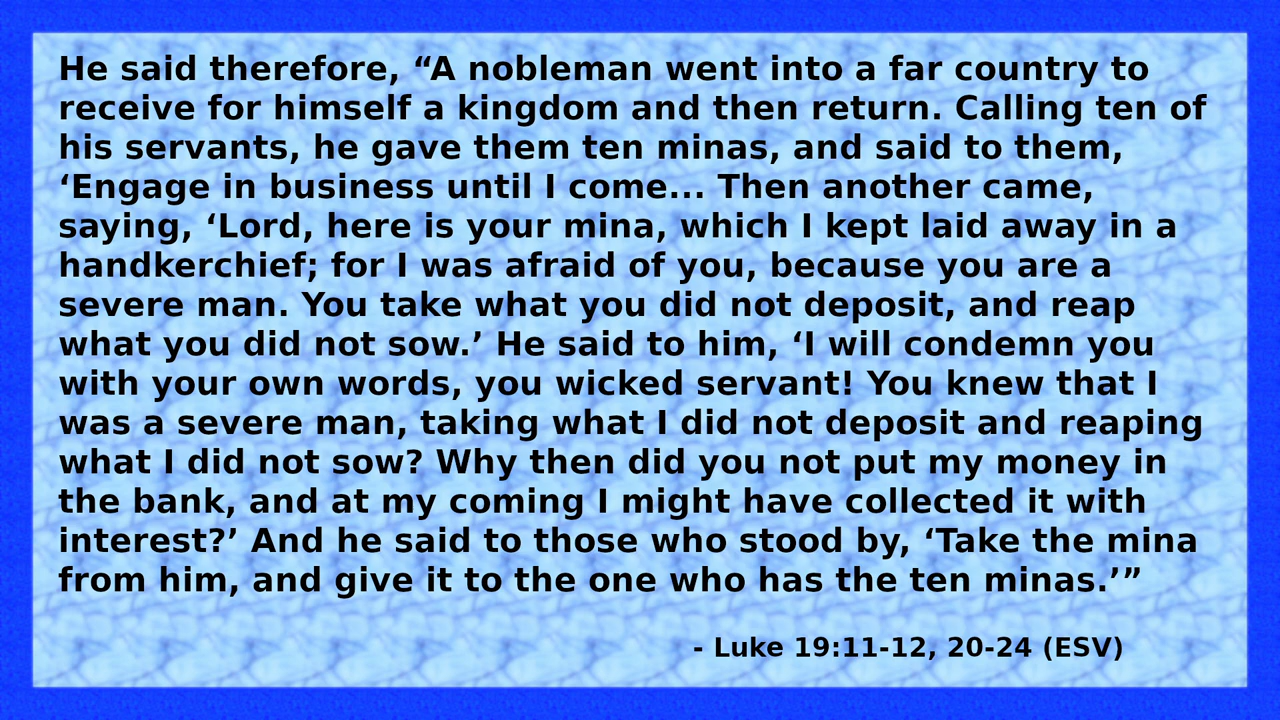 He said therefore, “A nobleman went into a far country to
receive for himself a kingdom and then return. Calling ten of
his servants, he gave them ten minas, and said to them,
‘Engage in business until I come... Then another came,
saying, ‘Lord, here is your mina, which I kept laid away in a
handkerchief; for I was afraid of you, because you are a
severe man. You take what you did not deposit, and reap
what you did not sow.’ He said to him, ‘I will condemn you
with your own words, you wicked servant! You knew that I
was a severe man, taking what I did not deposit and reaping
what I did not sow? Why then did you not put my money in
the bank, and at my coming I might have collected it with
interest?’ And he said to those who stood by, ‘Take the mina
from him, and give it to the one who has the ten minas.’”
- Luke 19:11-12, 20-24 (ESV)